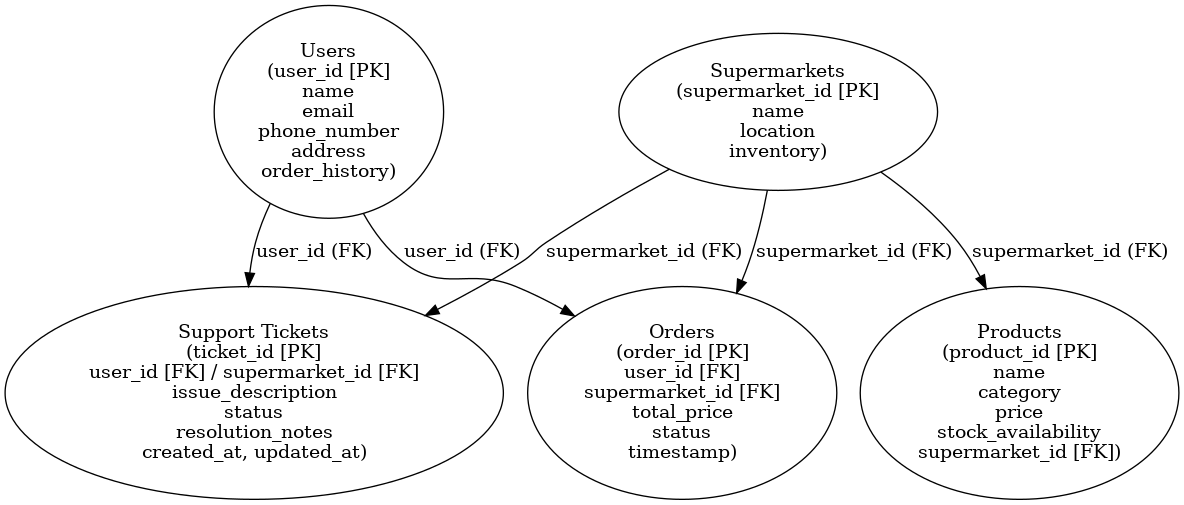 Users
(user_id [PK]
name
email
phone_number
address
order_history)
Supermarkets
(supermarket_id [PK]
name
location
inventory)
user_id (FK)
user_id (FK)
supermarket_id (FK)
supermarket_id (FK)
supermarket_id (FK)
Support Tickets
(ticket_id [PK]
user_id [FK] / supermarket_id [FK]
issue_description
status
resolution_notes
created_at, updated_at)
Orders
(order_id [PK]
user_id [FK]
supermarket_id [FK]
total_price
status
timestamp)
Products
(product_id [PK]
name
category
price
stock_availability
supermarket_id [FK])